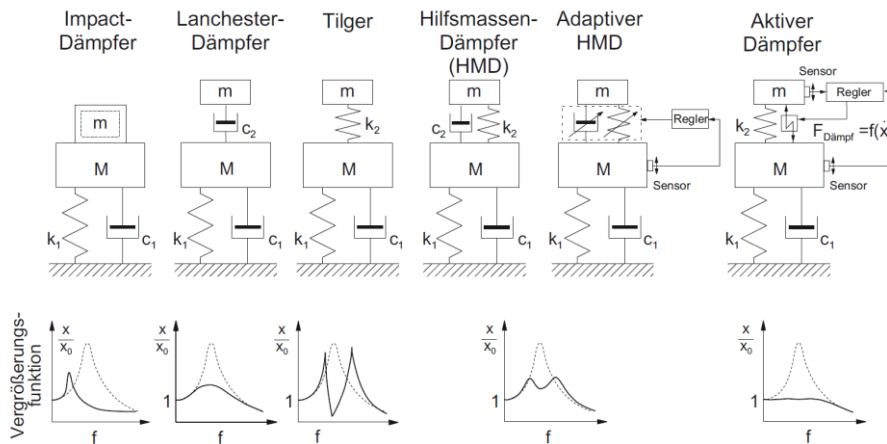 Impact-
Dämpfer
Lanchester-
Dämpfer
Tilger
Hilfsmassen-
Dämpfer
(HMD)
Adaptiver
HMD
Aktiver
Dämpfer
m
m
c2
m
k2
m
c2
k2
Regler
m
Sensor
Regler
k2
FDämpf =f(ẋ
M
M
M
M
M
Sensor
M
Sensor
k1
c1
k1
c1
k1
c1
k1
c1
k1
c1
k1
c1
Vergrößerungs-
funktion
x
x0
f
x
x0
1
f
x
x0
1
f
x
x0
1
f
x
x0
1
f